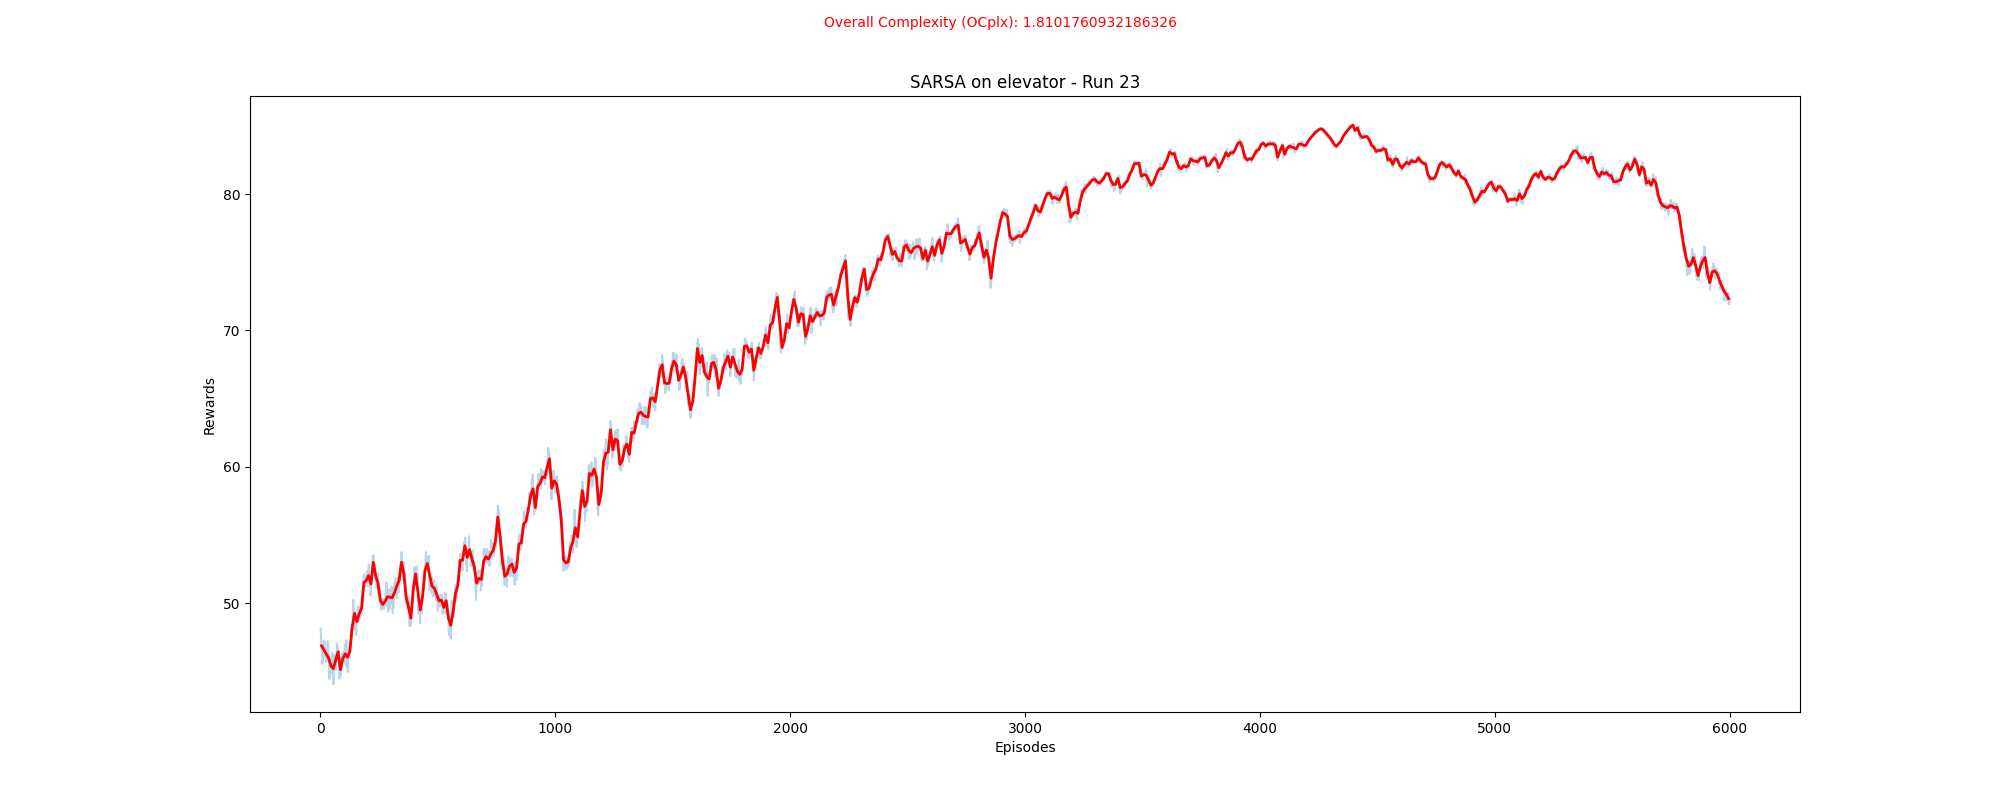 Overall Complexity (OCplx): 1.8101760932186326
SARSA on elevator - Run 23
80
70
60
50
Rewards
0 1000 2000 3000 4000 5000 6000
Episodes